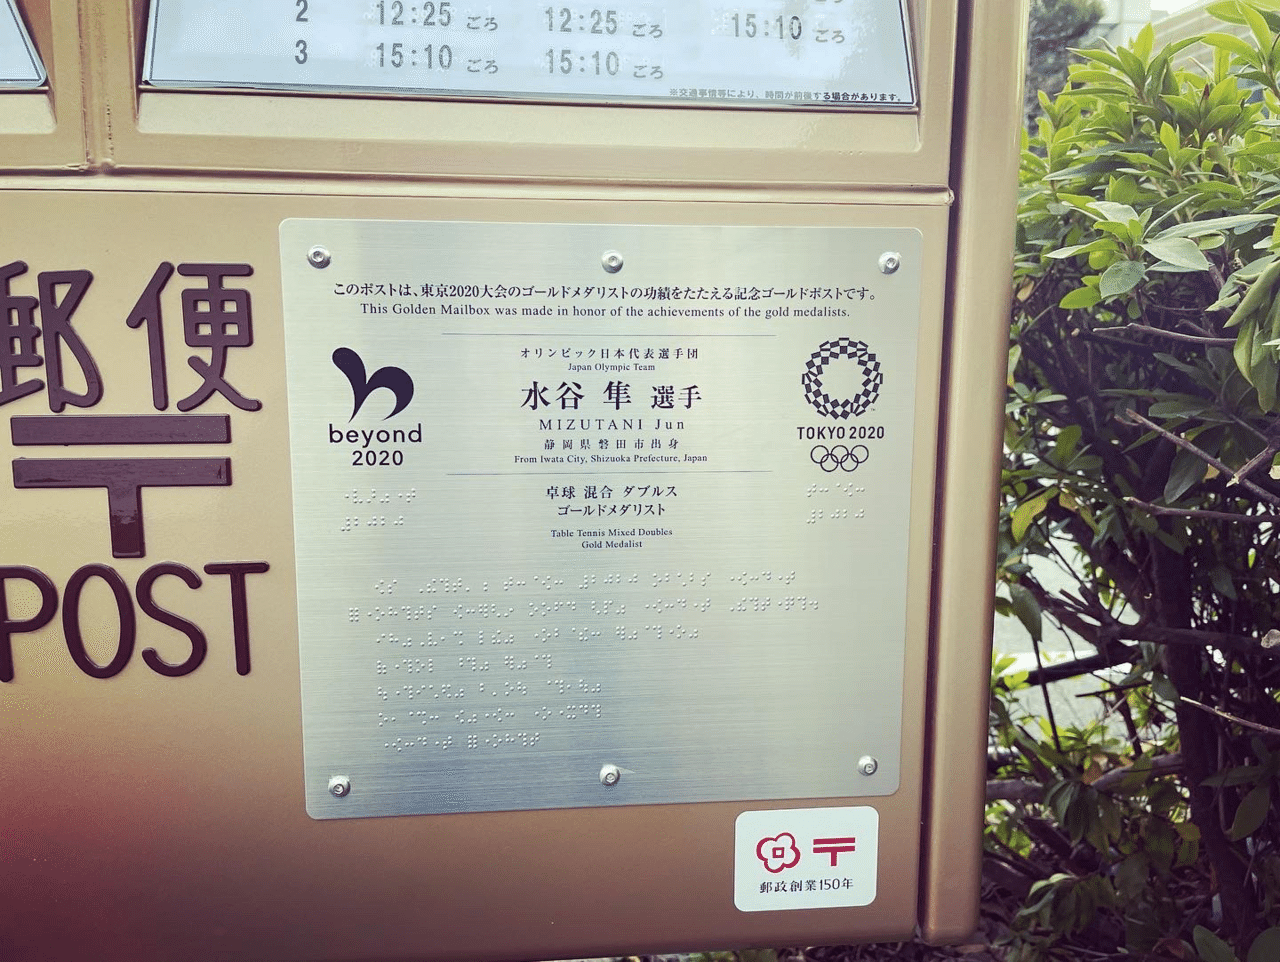 2 12:25 ごろ 12:25 ごろ 15:10 ごろ
3 15:10 ごろ 15:10 ごろ
※交通事情等により、時間が前後する場合があります。
郵便
〒
POST
このポストは、東京2020大会のゴールドメダリストの功績をたたえる記念ゴールドポストです。
This Golden Mailbox was made in honor of the achievements of the gold medalists.
beyond
2020
オリンピック日本代表選手団
Japan Olympic Team
水谷 隼 選手
MIZUTANI Jun
静岡県磐田市出身
From Iwata City, Shizuoka Prefecture, Japan
卓球 混合 ダブルス
ゴールドメダリスト
Table Tennis Mixed Doubles
Gold Medalist
TOKYO 2020
〒
郵政創業150年